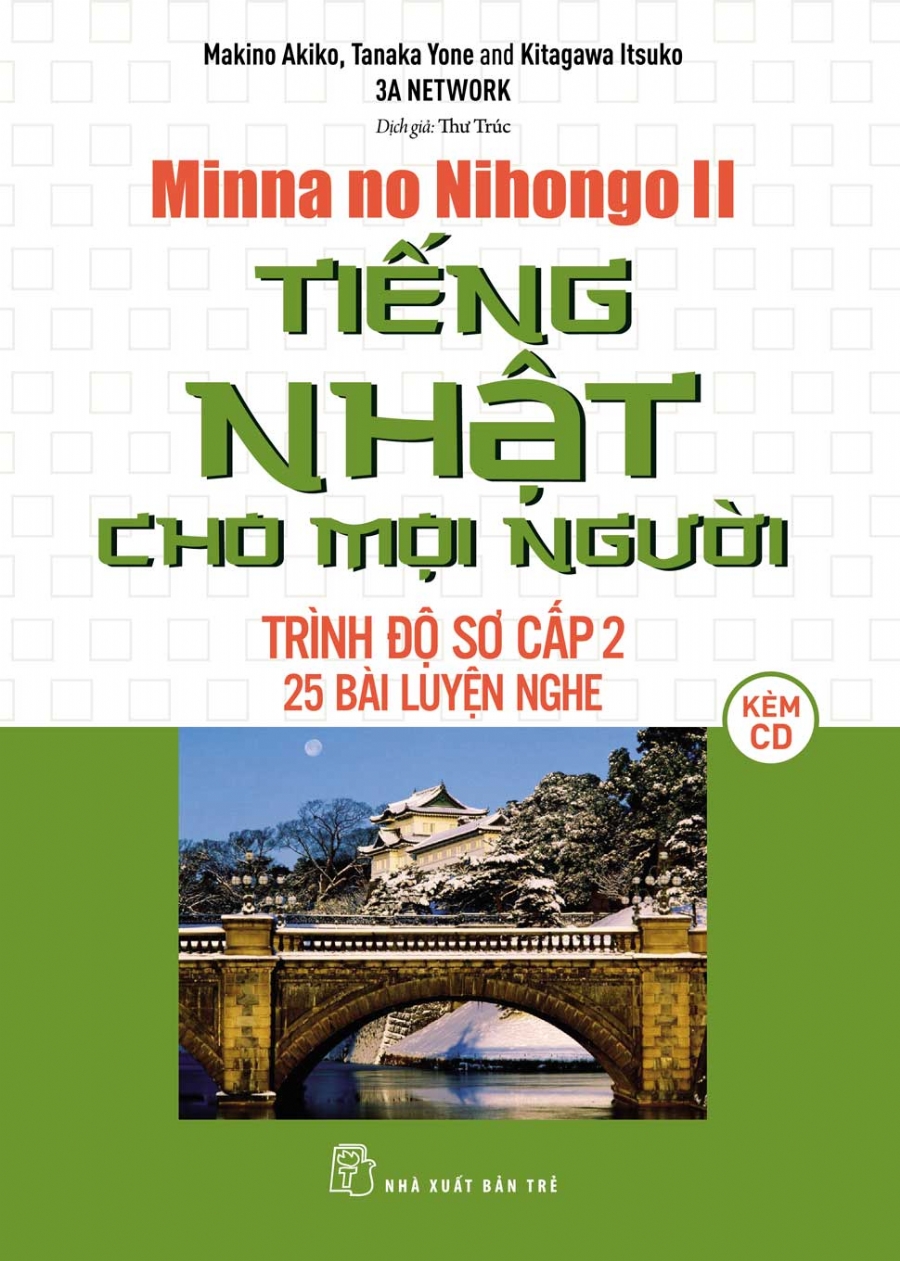 Makino Akiko, Tanaka Yone and Kitagawa Itsuko
3A NETWORK
Dịch giả: Thư Trúc
Minna no Nihongo II
TIẾNG
NHẬT
CHO MỌI NGƯỜI
TRÌNH ĐỘ SƠ CẤP 2
25 BÀI LUYỆN NGHE
KÈM
CD
NHÀ XUẤT BẢN TRẺ